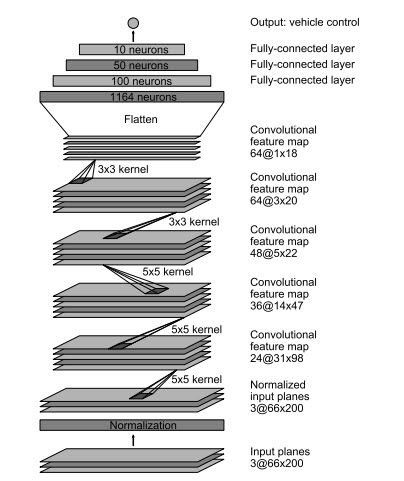 Output: vehicle control
10 neurons
Fully-connected layer
50 neurons
Fully-connected layer
100 neurons
Fully-connected layer
1164 neurons
Flatten
Convolutional
feature map
64@1x18
3x3 kernel
Convolutional
feature map
64@3x20
3x3 kernel
Convolutional
feature map
48@5x22
5x5 kernel
Convolutional
feature map
36@14x47
5x5 kernel
Convolutional
feature map
24@31x98
5x5 kernel
Normalized
input planes
3@66x200
Normalization
Input planes
3@66x200